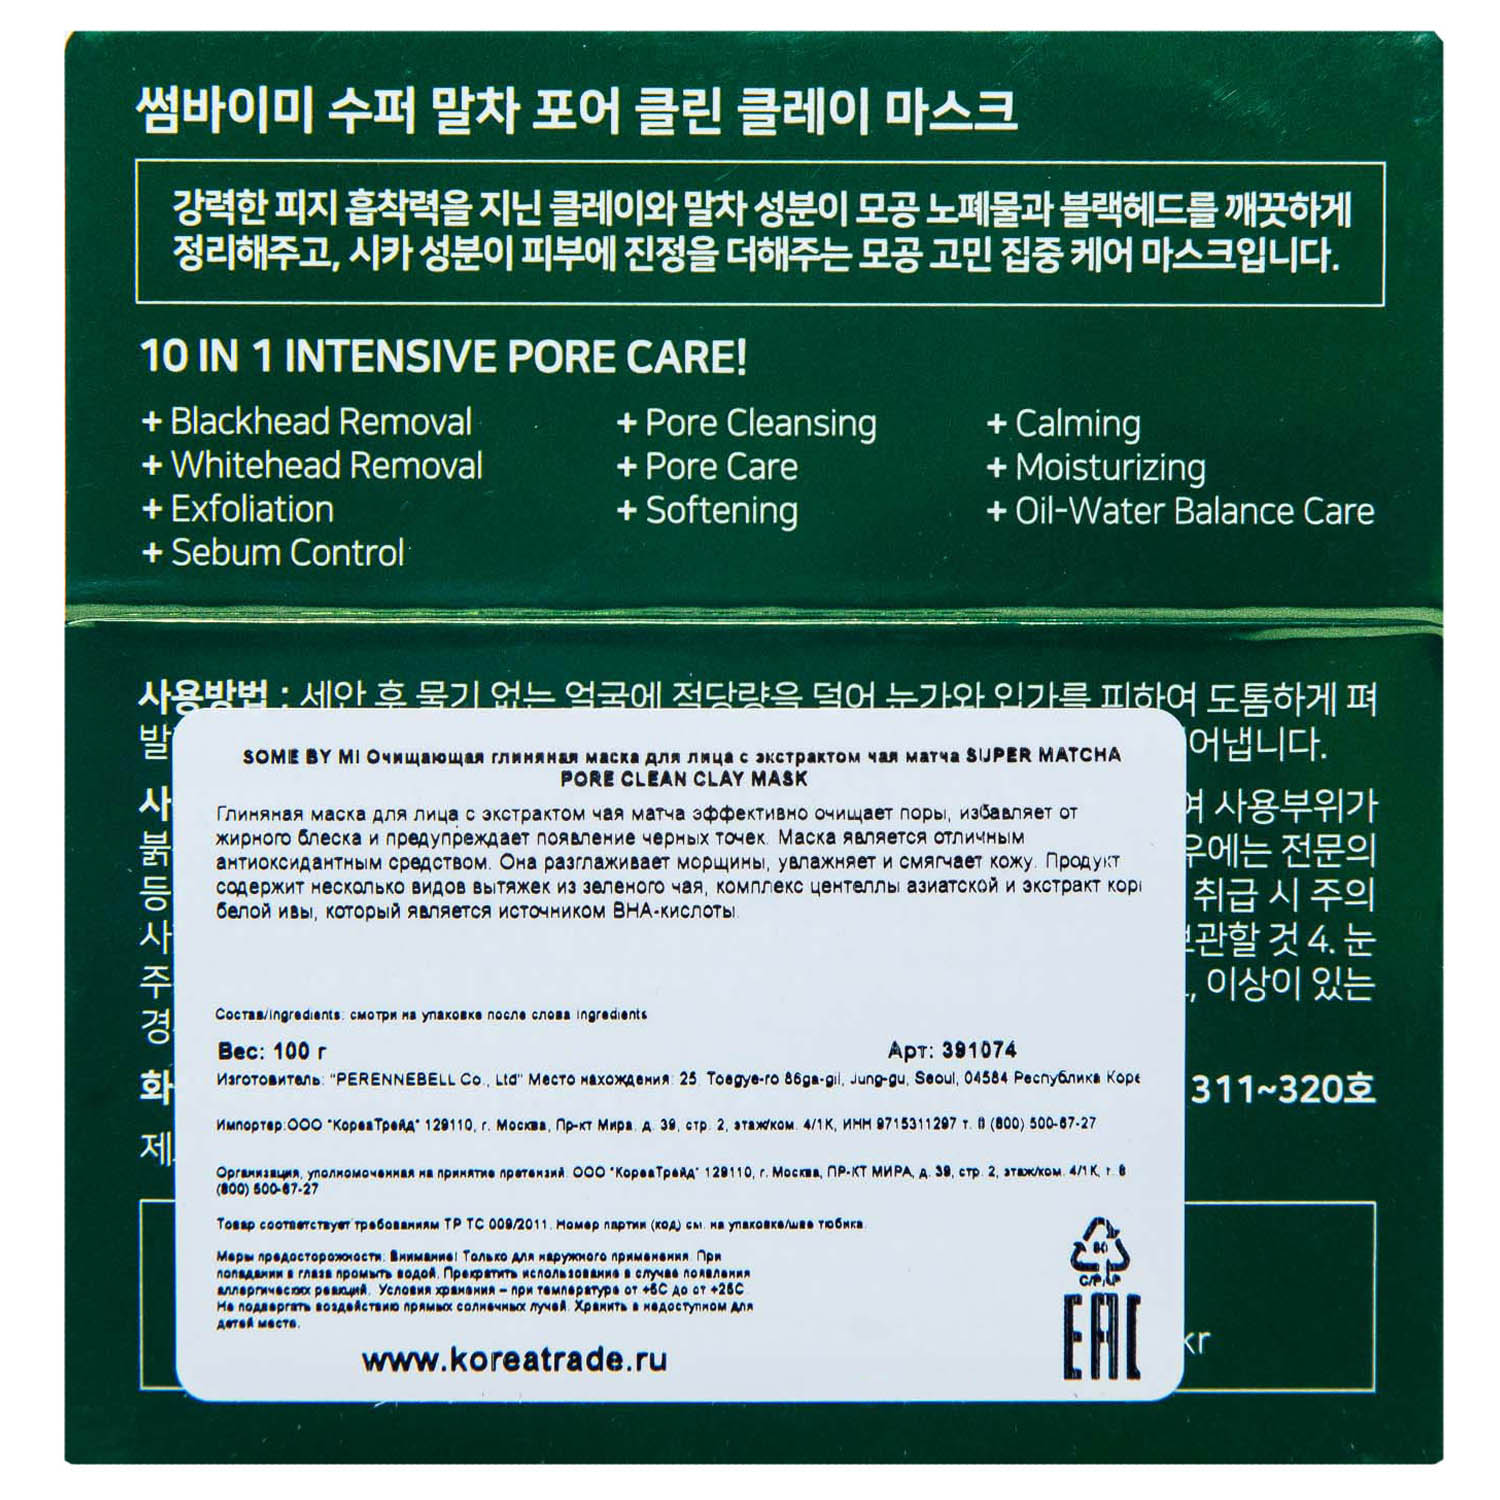 썸바이미 수퍼 말차 포어 클린 클레이 마스크
강력한 피지 흡착력을 지닌 클레이와 말차 성분이 모공 노폐물과 블랙헤드를 깨끗하게
정리해주고, 시카 성분이 피부에 진정을 더해주는 모공 고민 집중 케어 마스크입니다.
10 IN 1 INTENSIVE PORE CARE!
+ Blackhead Removal
+ Whitehead Removal
+ Exfoliation
+ Sebum Control
+ Pore Cleansing
+ Pore Care
+ Softening
+ Calming
+ Moisturizing
+ Oil-Water Balance Care
사용방법 : 세안 후 물기 없는 얼굴에 적당량을 덜어 눈가와 입가를 피하여 도톰하게 펴
발 어냅니다.
사 여 사용부위가
붉 우에는 전문의
등 취급 시 주의
사 보관할 것 4. 눈
주 이상이 있는
경
화 311~320호
제
kr
SOME BY MI Очищающая глиняная маска для лица с экстрактом чая матча SUPER MATCHA
PORE CLEAN CLAY MASK
Глиняная маска для лица с экстрактом чая матча эффективно очищает поры, избавляет от
жирного блеска и предупреждает появление черных точек. Маска является отличным
антиоксидантным средством. Она разглаживает морщины, увлажняет и смягчает кожу. Продукт
содержит несколько видов вытяжек из зеленого чая, комплекс центеллы азиатской и экстракт кор
белой ивы, который является источником BHA-кислоты.
Состав/Ingredients: смотри на упаковке после слова ingredients
Вес: 100 г Арт: 391074
Изготовитель: "PERENNEBELL Co., Ltd" Место нахождения: 25, Toegye-ro 86ga-gil, Jung-gu, Seoul, 04584 Республика Коре
Импортер:ООО "КореаТрейд" 129110, г. Москва, Пр-кт Мира, д. 39, стр. 2, этаж/ком. 4/1К, ИНН 9715311297 т. 8 (800) 500-67-27
Организация, уполномоченная на принятие претензий: ООО "КореаТрейд" 129110, г. Москва, ПР-КТ МИРА, д. 39, стр. 2, этаж/ком. 4/1К, т. 8
(800) 500-67-27
Товар соответствует требованиям ТР ТС 009/2011. Номер партии (код) см. на упаковке/шве тюбика.
Меры предосторожности: Внимание! Только для наружного применения. При
попадании в глаза промыть водой. Прекратить использование в случае появления
аллергических реакций. Условия хранения – при температуре от +5С до от +25С
Не подвергать воздействию прямых солнечных лучей. Хранить в недоступном для
детей месте.
www.koreatrade.ru
80
C/PAP
EAC